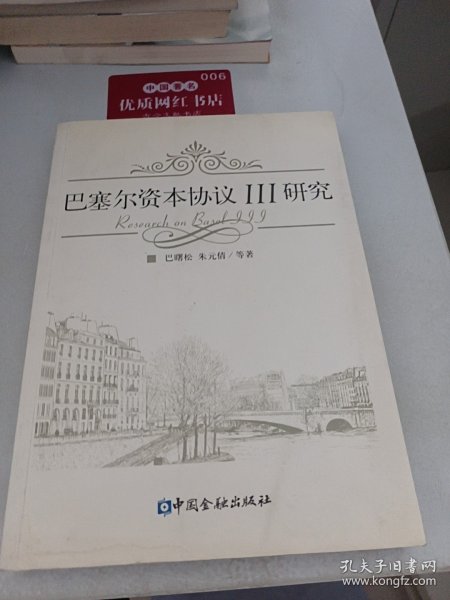 006
中国著名
优质网红书店
巴塞尔资本协议 III 研究
Research on Basel III
巴曙松 朱元倩 / 等著
中国金融出版社
孔夫子旧书网
www.kongfz.com